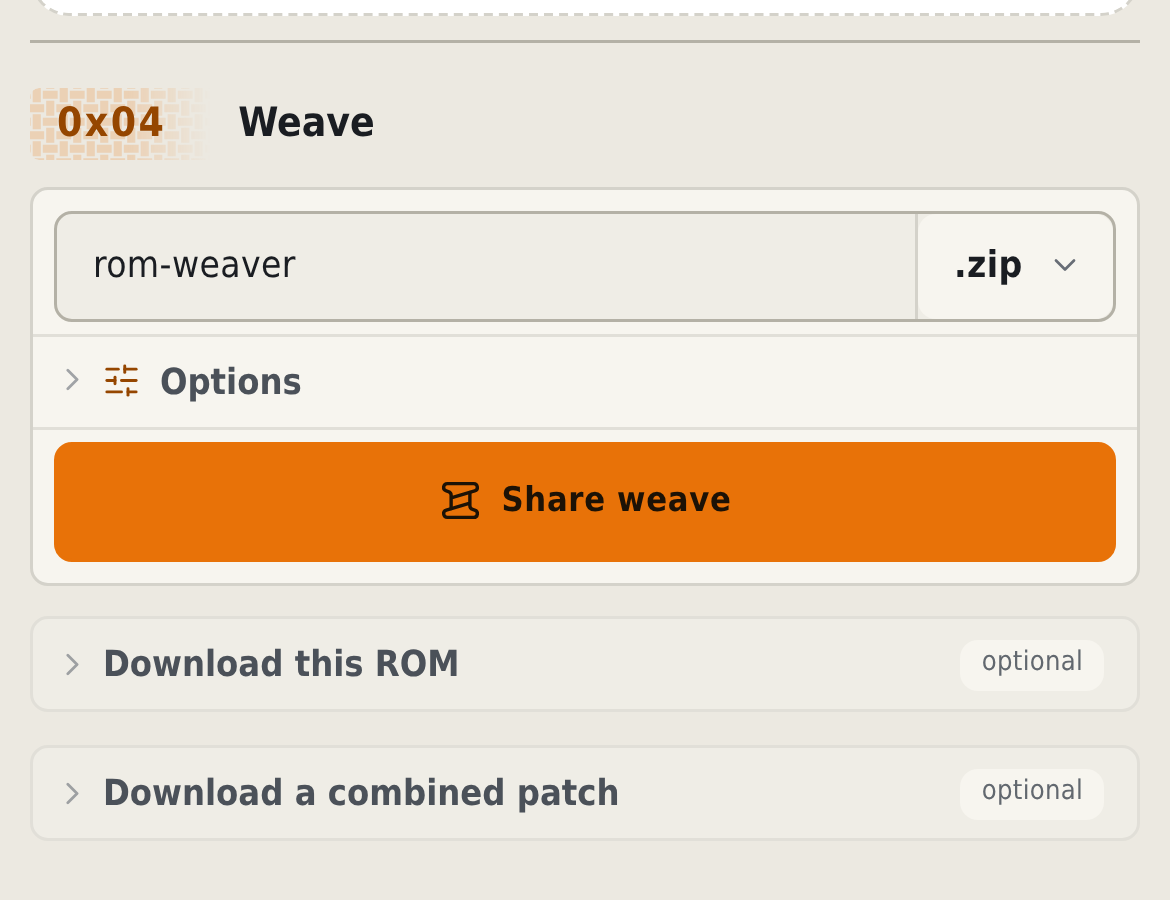 0x04 Weave
rom-weaver .zip
Options
Share weave
Download this ROM optional
Download a combined patch optional